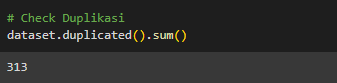 # Check Duplikasi
dataset.duplicated().sum()
313